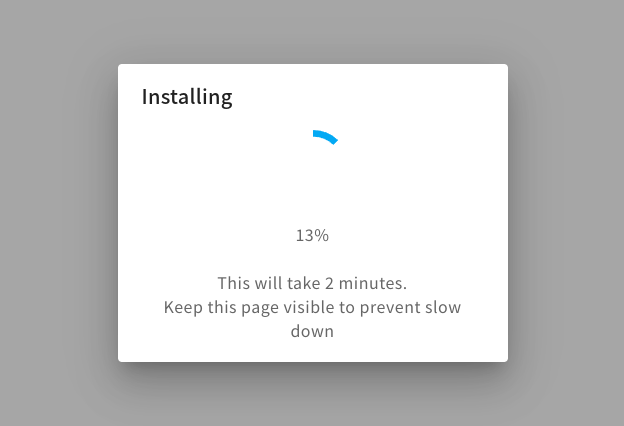 Installing
13%
This will take 2 minutes.
Keep this page visible to prevent slow
down